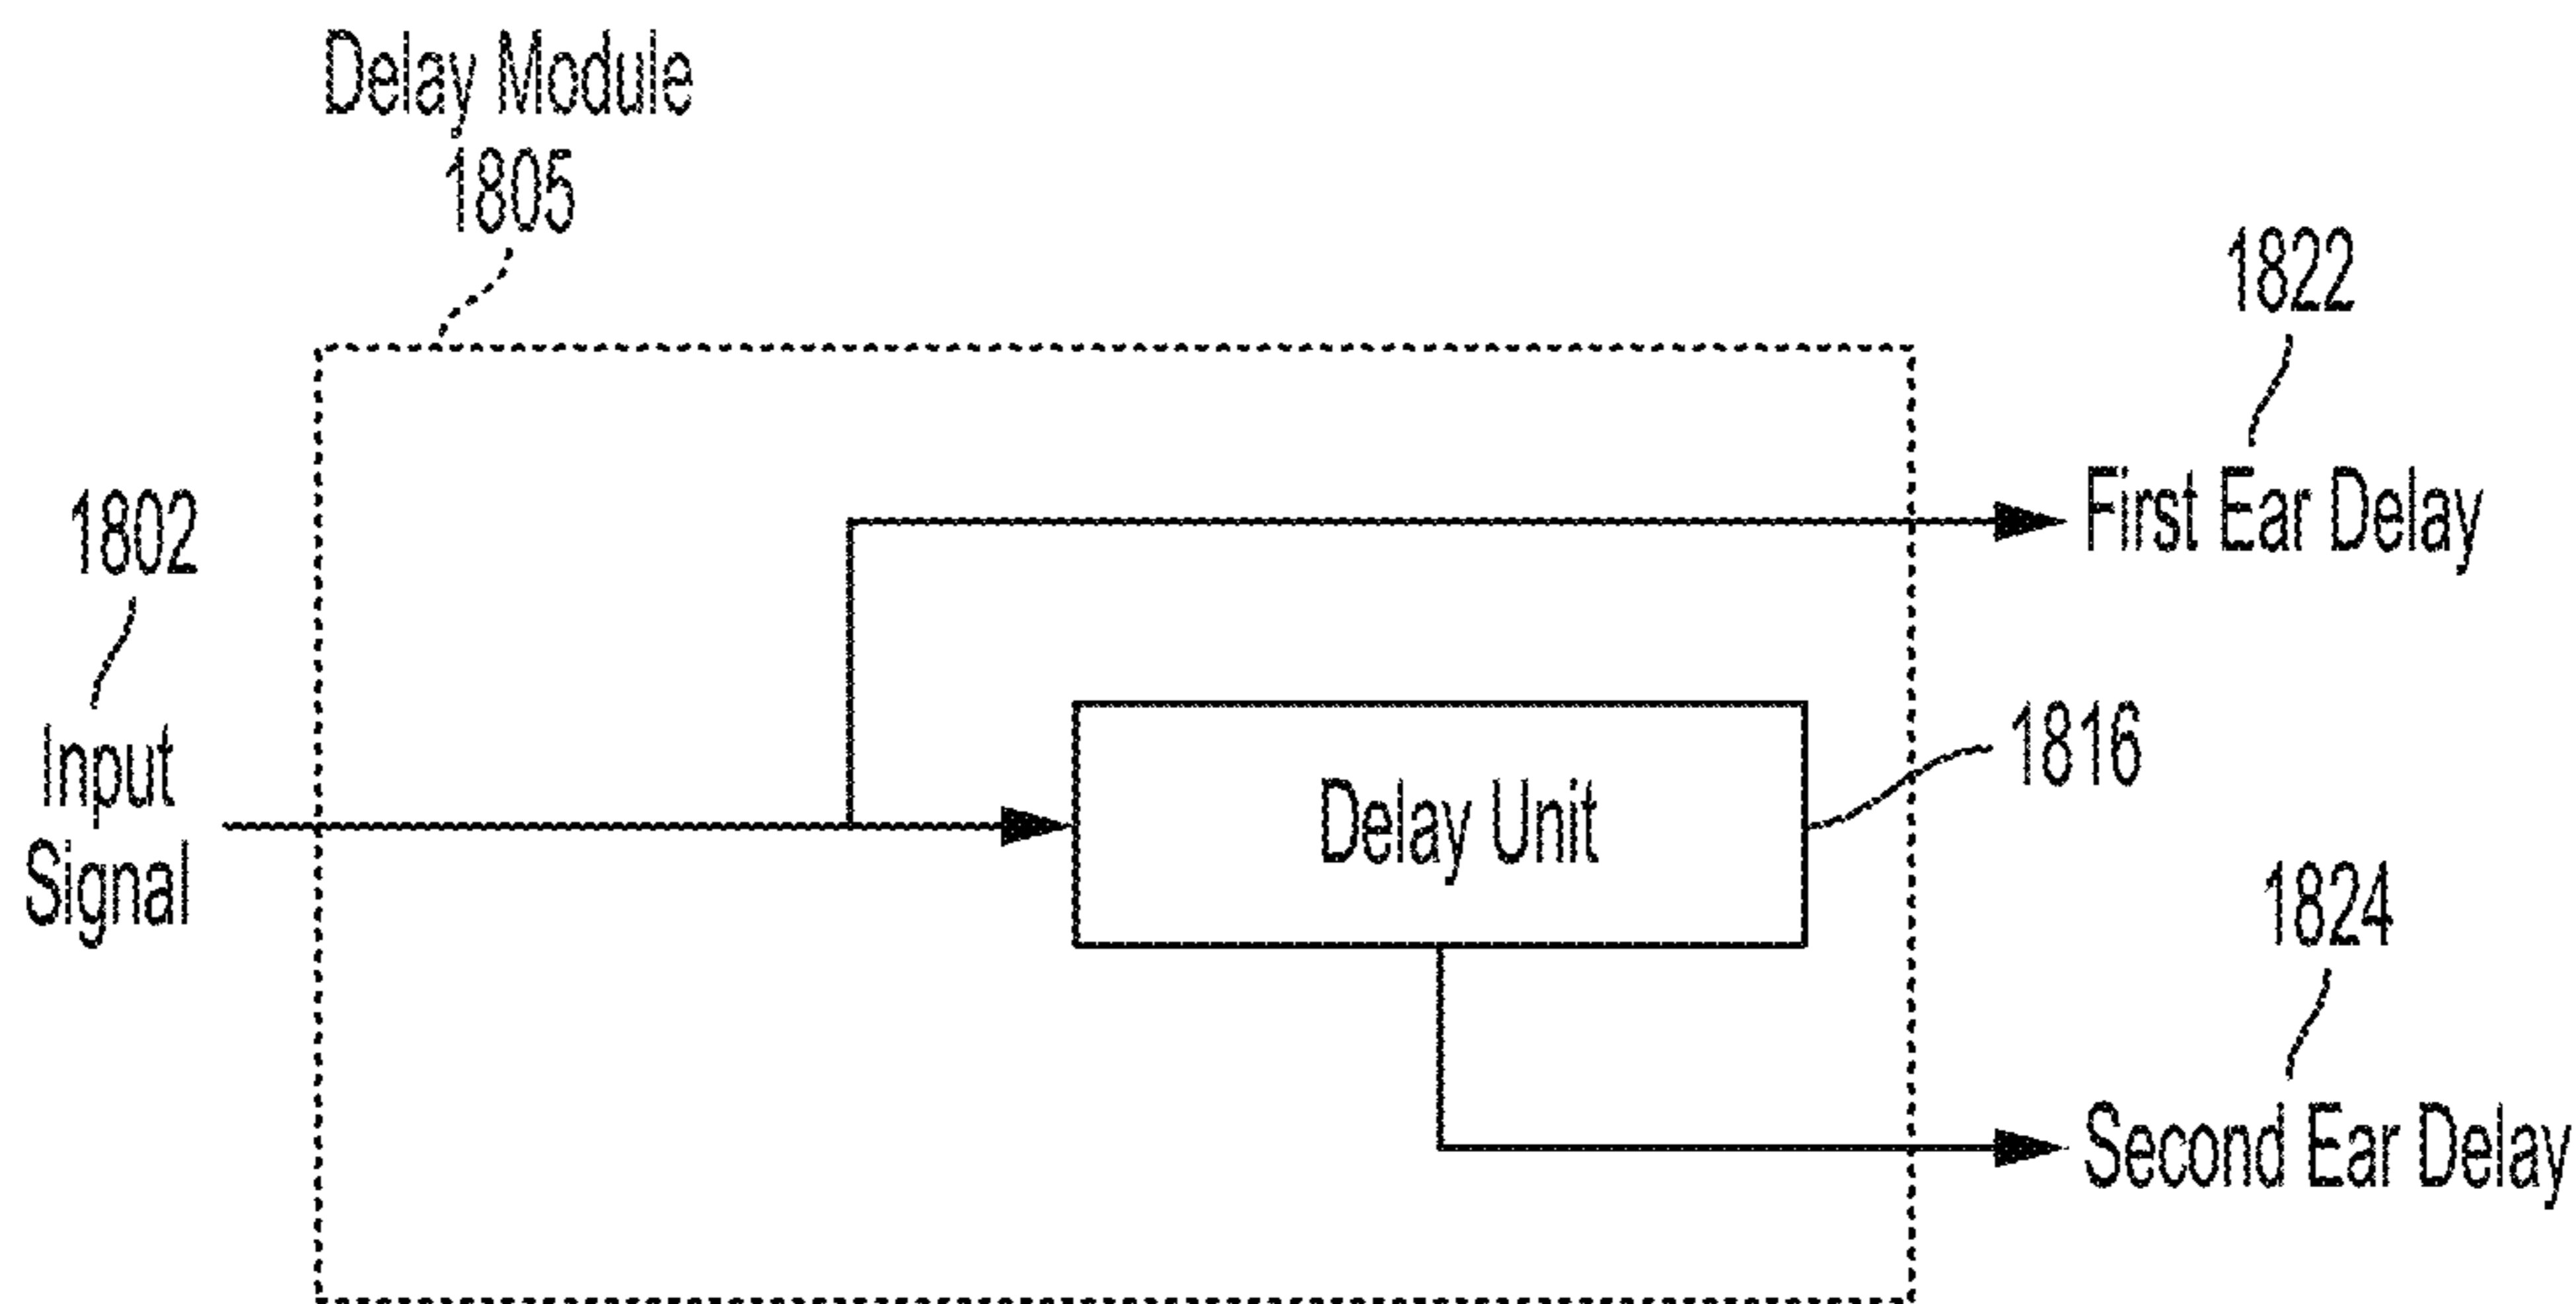 Delay Module
1805
1822
First Ear Delay
1802
Input
Signal
Delay Unit
1816
1824
Second Ear Delay